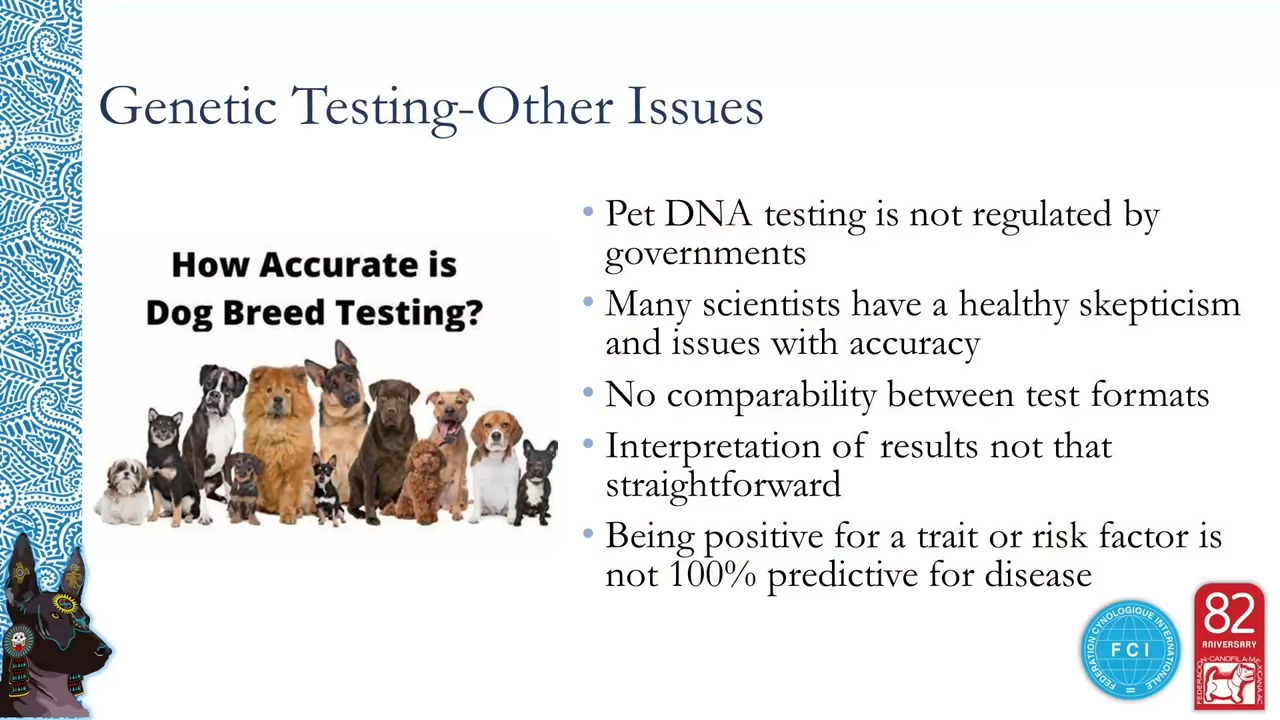 Genetic Testing-Other Issues
How Accurate is
Dog Breed Testing?
• Pet DNA testing is not regulated by
governments
• Many scientists have a healthy skepticism
and issues with accuracy
• No comparability between test formats
• Interpretation of results not that
straightforward
• Being positive for a trait or risk factor is
not 100% predictive for disease
FEDERATION CYNOLOGIQUE INTERNATIONALE
FCI
82
ANIVERSARY
FEDERACION CANOFILA MEXICANA, AC